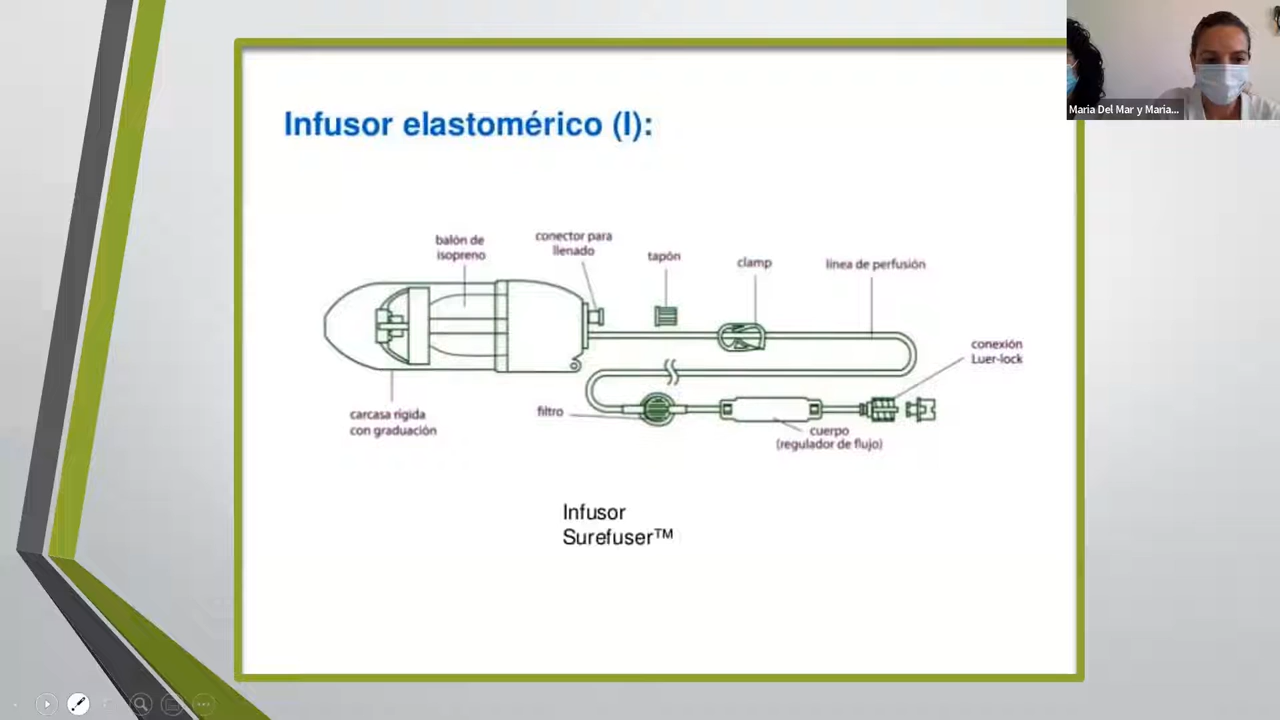 Maria Del Mar y Maria...
Infusor elastomérico (I):
balón de
isopreno
conector para
llenado
tapón
clamp
línea de perfusión
conexión
Luer-lock
carcasa rígida
con graduación
filtro
cuerpo
(regulador de flujo)
Infusor
Surefuser™